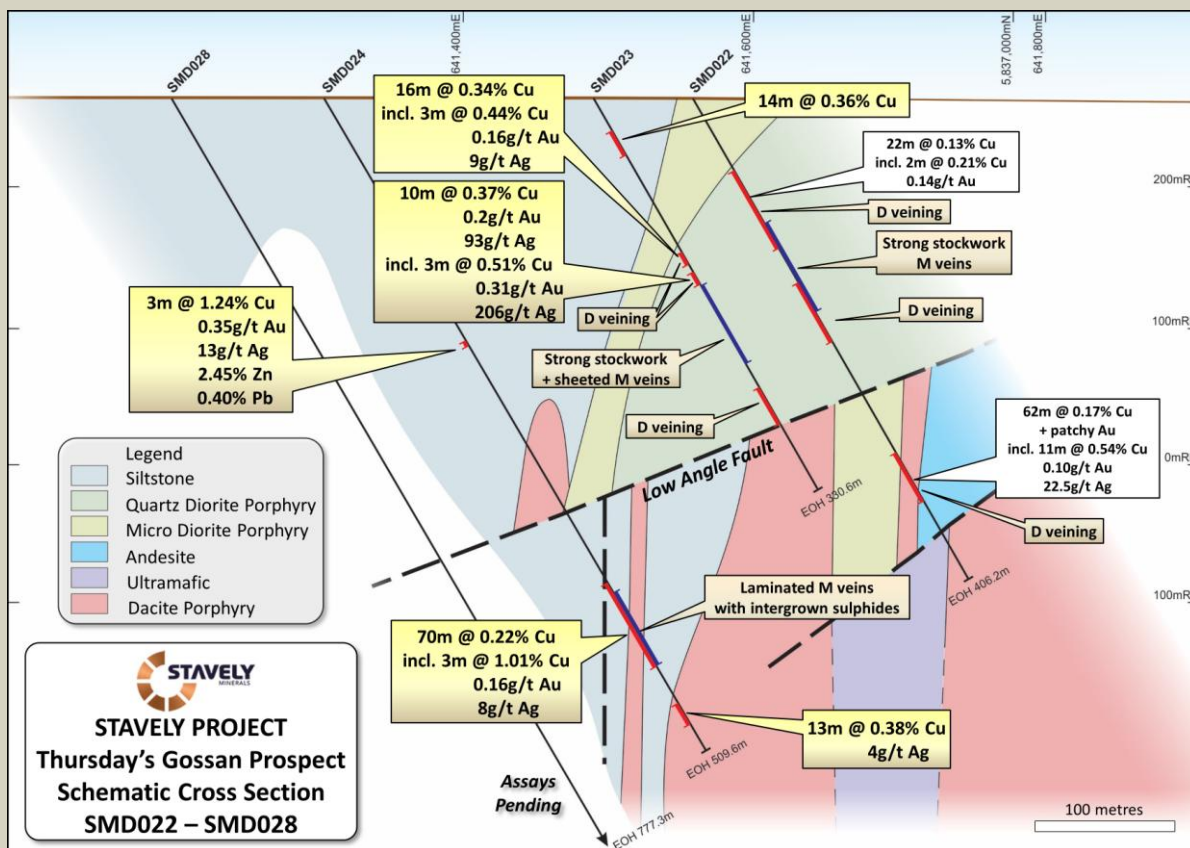 SMD028
SMD024
641,400mE
SMD023
SMD022
641,600mE
5,837,000mN
641,800mE
16m @ 0.34% Cu
incl. 3m @ 0.44% Cu
0.16g/t Au
9g/t Ag
14m @ 0.36% Cu
22m @ 0.13% Cu
incl. 2m @ 0.21% Cu
0.14g/t Au
200mR
10m @ 0.37% Cu
0.2g/t Au
93g/t Ag
incl. 3m @ 0.51% Cu
0.31g/t Au
206g/t Ag
D veining
Strong stockwork
M veins
3m @ 1.24% Cu
0.35g/t Au
13g/t Ag
2.45% Zn
0.40% Pb
D veining
D veining
100mR
Strong stockwork
+ sheeted M veins
D veining
62m @ 0.17% Cu
+ patchy Au
incl. 11m @ 0.54% Cu
0.10g/t Au
22.5g/t Ag
0mR
Legend
Siltstone
Quartz Diorite Porphyry
Micro Diorite Porphyry
Andesite
Ultramafic
Dacite Porphyry
Low Angle Fault
EOH 330.6m
D veining
EOH 406.2m
Laminated M veins
with intergrown sulphides
100mR
70m @ 0.22% Cu
incl. 3m @ 1.01% Cu
0.16g/t Au
8g/t Ag
13m @ 0.38% Cu
4g/t Ag
EOH 509.6m
STAVELY
MINERALS
STAVELY PROJECT
Thursday's Gossan Prospect
Schematic Cross Section
SMD022 – SMD028
Assays
Pending
EOH 777.3m
100 metres